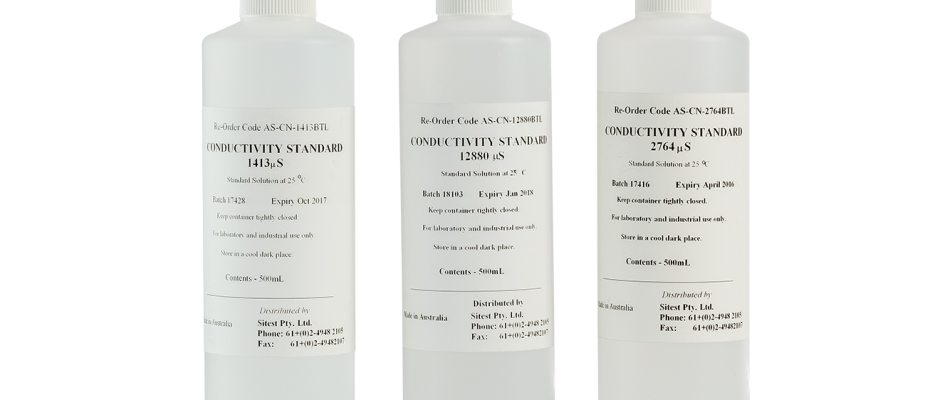 Re-Order Code AS-CN-1413BTL
CONDUCTIVITY STANDARD
1413µS
Standard Solution at 25 °C
Batch 17428 Expiry Oct 2017
Keep container tightly closed
For laboratory and industrial use only
Store in a cool dark place.
Contents - 500mL
Distributed by
Made in Australia
Sitest Pty. Ltd.
Phone: 61+(0)2-4948 2105
Fax: 61+(0)2-49482107
Re-Order Code AS-CN-12880BTL
CONDUCTIVITY STANDARD
12880 µS
Standard Solution at 25 C
Batch 18103 Expiry Jan 2018
Keep container tightly closed.
For laboratory and industrial use only.
Store in a cool dark place.
Contents - 500mL
Distributed by
Made in Australia
Sitest Pty. Ltd.
Phone: 61+(0)2-4948 2105
Fax: 61+(0)2-49482107
Re-Order Code AS-CN-2764BTL
CONDUCTIVITY STANDARD
2764 µS
Standard Solution at 25 °C
Batch 17416 Expiry April 2006
Keep container tightly closed.
For laboratory and industrial use only.
Store in a cool dark place.
Contents - 500mL
Distributed by
Made in Australia
Sitest Pty. Ltd.
Phone: 61+(0)2-4948 2105
Fax: 61+(0)2-49482107